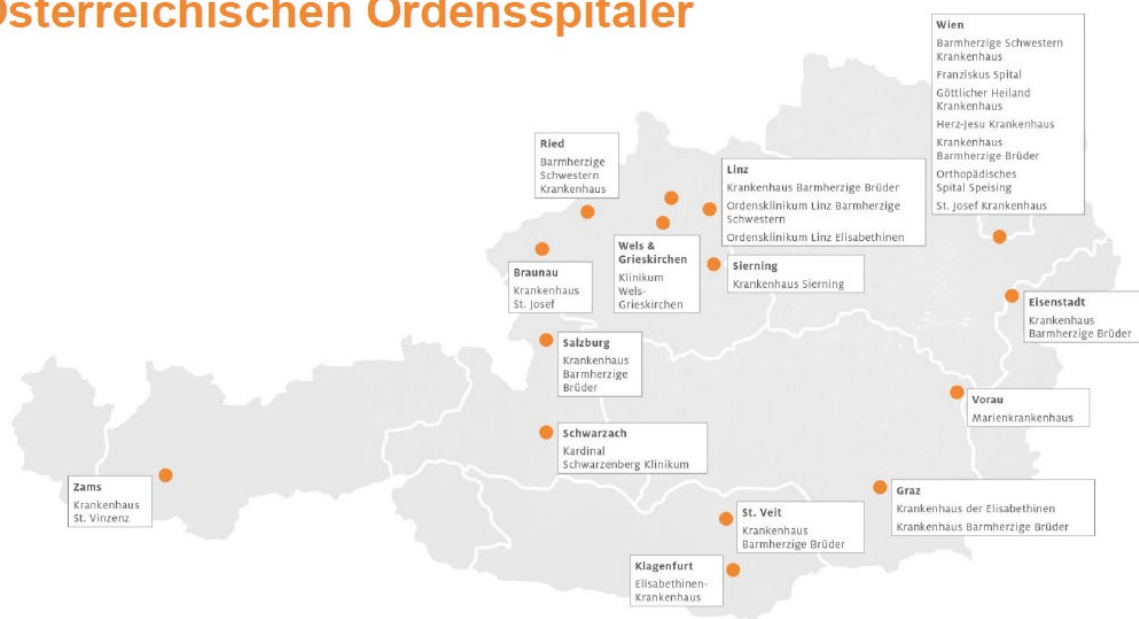 Österreichischen Ordensspitäler
Wien
Barmherzige Schwestern
Krankenhaus
Franziskus Spital
Göttlicher Heiland
Krankenhaus
Herz-Jesu Krankenhaus
Krankenhaus
Barmherzige Brüder
Orthopädisches
Spital Speising
St. Josef Krankenhaus
Ried
Barmherzige
Schwestern
Krankenhaus
Linz
Krankenhaus Barmherzige Brüder
Ordensklinikum Linz Barmherzige
Schwestern
Ordensklinikum Linz Elisabethinen
Wels &
Grieskirchen
Klinikum
Wels-
Grieskirchen
Sierning
Krankenhaus Sierning
Braunau
Krankenhaus
St. Josef
Eisenstadt
Krankenhaus
Barmherzige Brüder
Salzburg
Krankenhaus
Barmherzige
Brüder
Vorau
Marienkrankenhaus
Schwarzach
Kardinal
Schwarzenberg Klinikum
Zams
Krankenhaus
St. Vinzenz
Graz
Krankenhaus der Elisabethinen
Krankenhaus Barmherzige Brüder
St. Veit
Krankenhaus
Barmherzige Brüder
Klagenfurt
Elisabethinen-
Krankenhaus